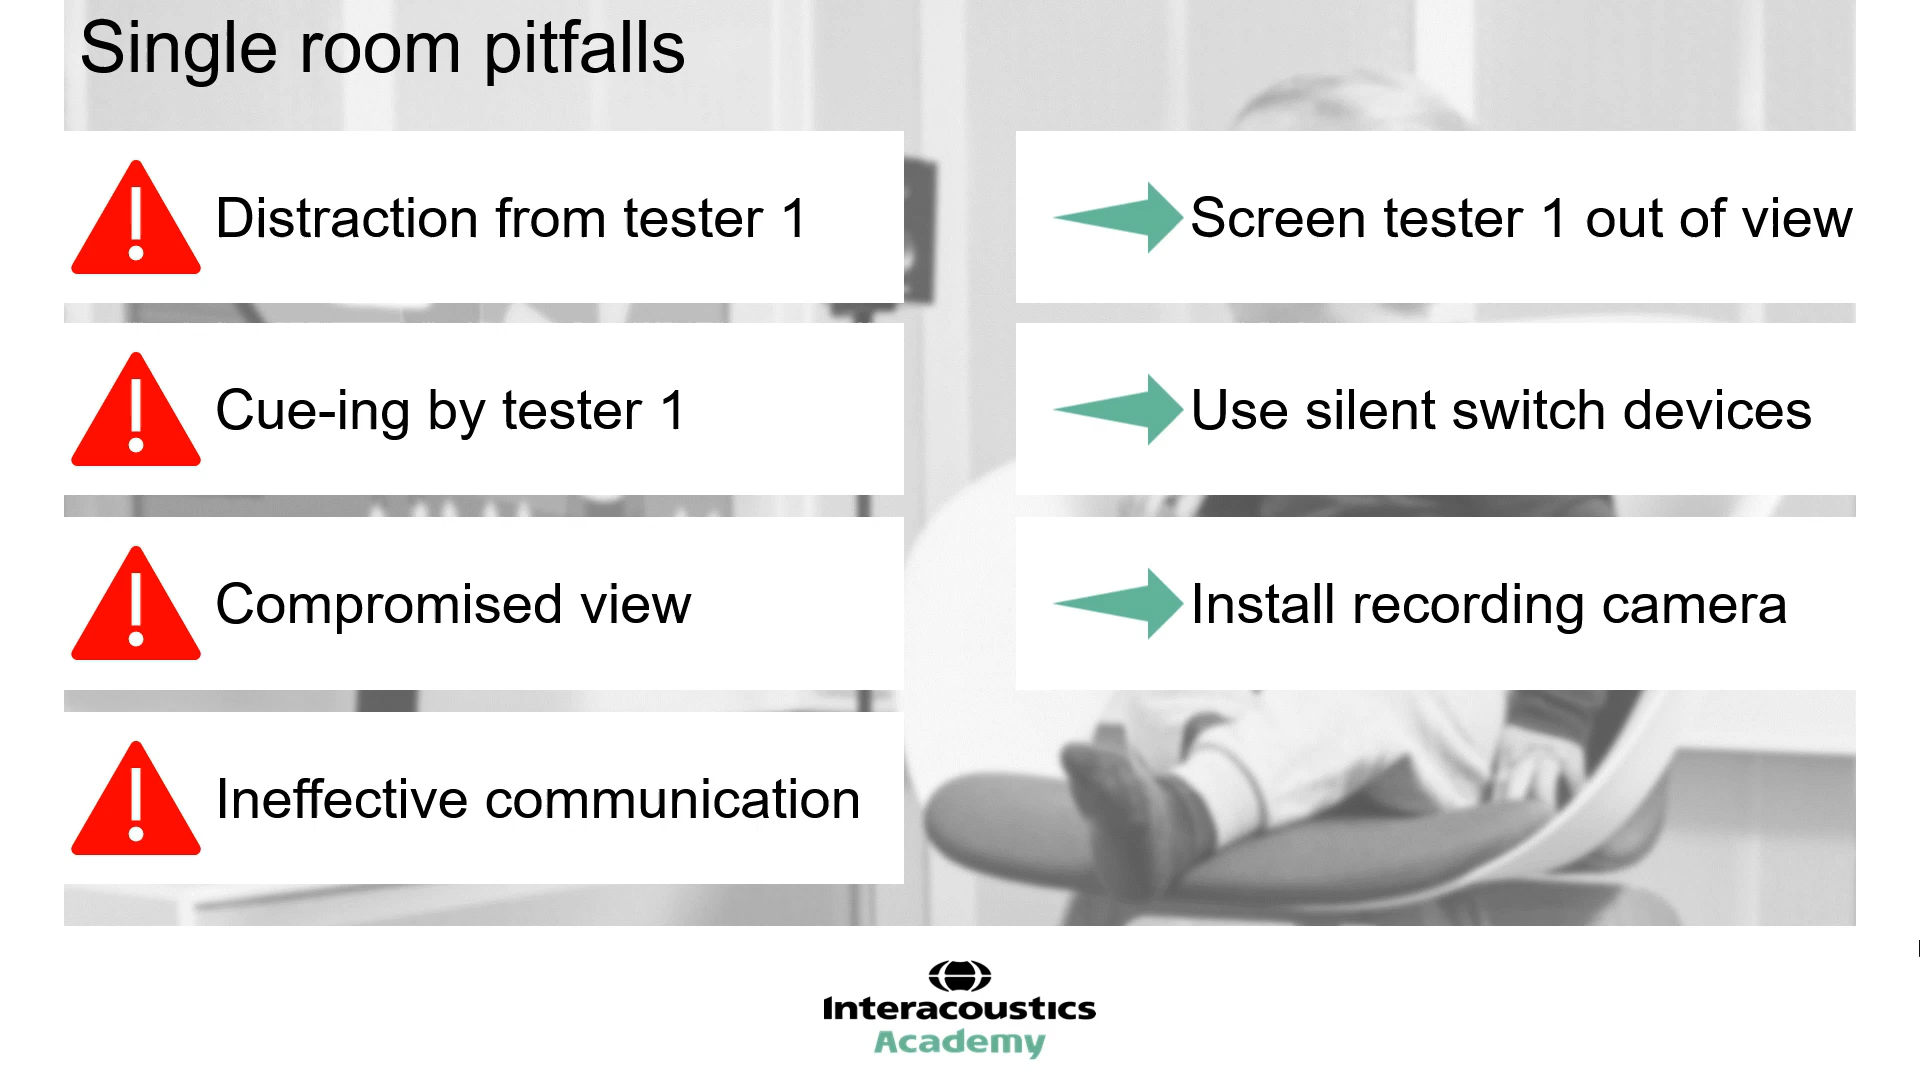 Single room pitfalls
Distraction from tester 1
Screen tester 1 out of view
Cue-ing by tester 1
Use silent switch devices
Compromised view
Install recording camera
Ineffective communication
Interacoustics
Academy